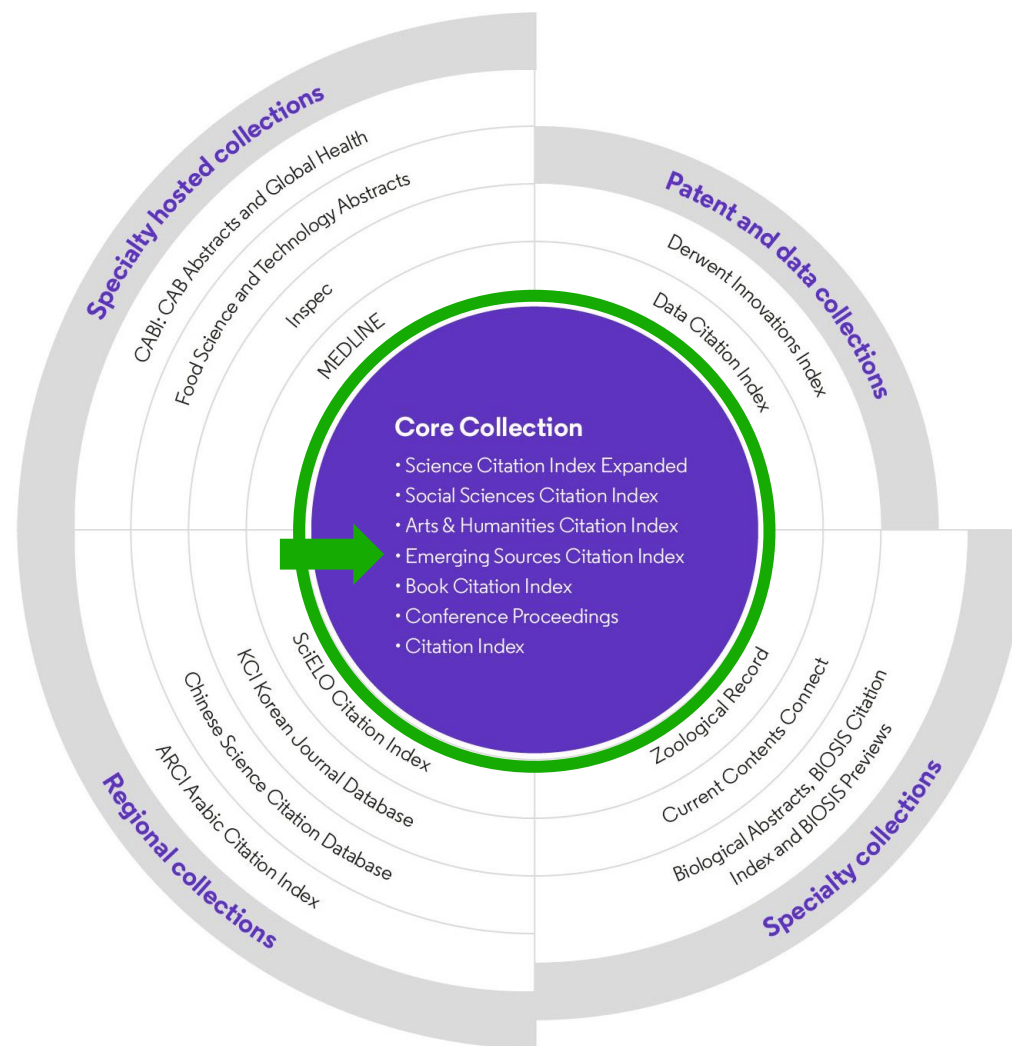 Specialty hosted collections
CABI: CAB Abstracts and Global Health
Food Science and Technology Abstracts
Inspec
MEDLINE
Patent and data collections
Derwent Innovations Index
Data Citation Index
Core Collection
• Science Citation Index Expanded
• Social Sciences Citation Index
• Arts & Humanities Citation Index
• Emerging Sources Citation Index
• Book Citation Index
• Conference Proceedings
• Citation Index
SciELO Citation Index
KCI Korean Journal Database
Chinese Science Citation Database
ARCI Arabic Citation Index
Regional collections
Zoological Record
Current Contents Connect
Biological Abstracts, BIOSIS Citation
Index and BIOSIS Previews
Specialty collections